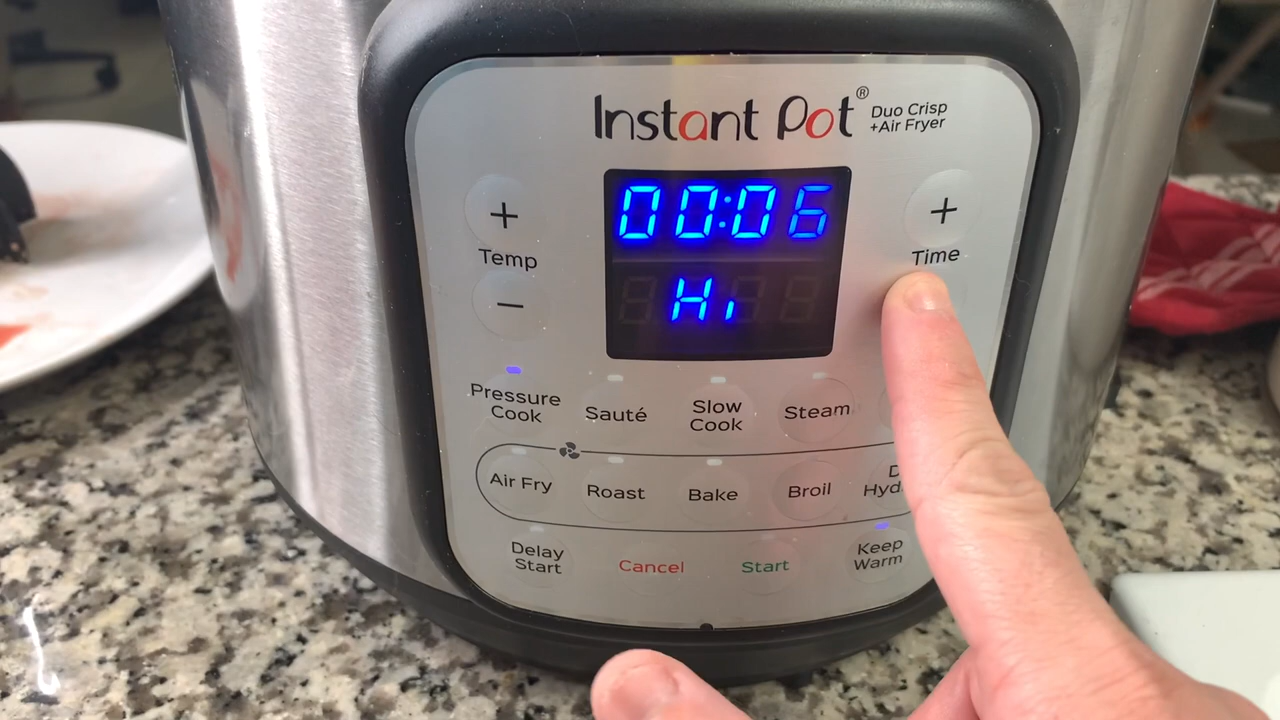 Instant Pot®
Duo Crisp
+Air Fryer
00:06
Hi
+
Temp
−
+
Time
Pressure
Cook
Sauté
Slow
Cook
Steam
Air Fry
Roast
Bake
Broil
Delay
Start
Cancel
Start
Keep
Warm